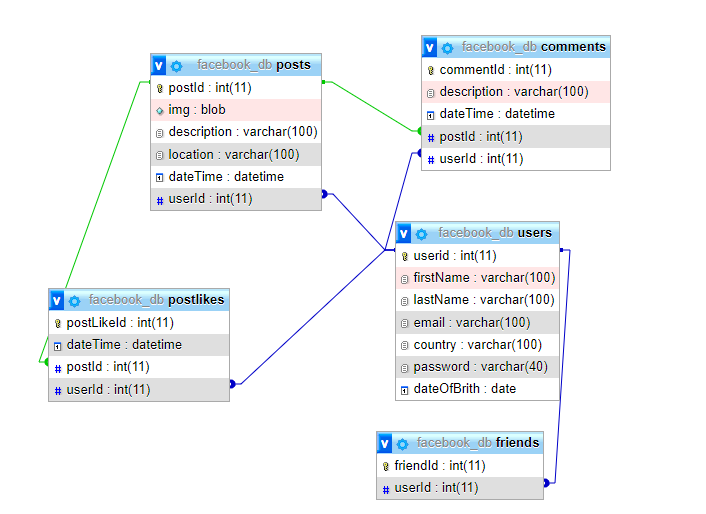 facebook_db posts
postId : int(11)
img : blob
description : varchar(100)
location : varchar(100)
dateTime : datetime
userId : int(11)
facebook_db comments
commentId : int(11)
description : varchar(100)
dateTime : datetime
postId : int(11)
userId : int(11)
facebook_db users
userid : int(11)
firstName : varchar(100)
lastName : varchar(100)
email : varchar(100)
country : varchar(100)
password : varchar(40)
dateOfBrith : date
facebook_db postlikes
postLikeId : int(11)
dateTime : datetime
postId : int(11)
userId : int(11)
facebook_db friends
friendId : int(11)
userId : int(11)